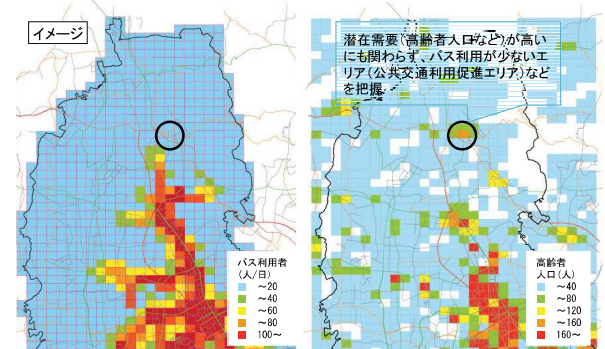 イメージ
潜在需要(高齢者人口など)が高い
にも関わらず、バス利用が少ないエ
リア(公共交通利用促進エリア)など
を把握
バス利用者
(人/日)
~20
~40
~60
~80
100~
高齢者
人口(人)
~40
~80
~120
~160
160~